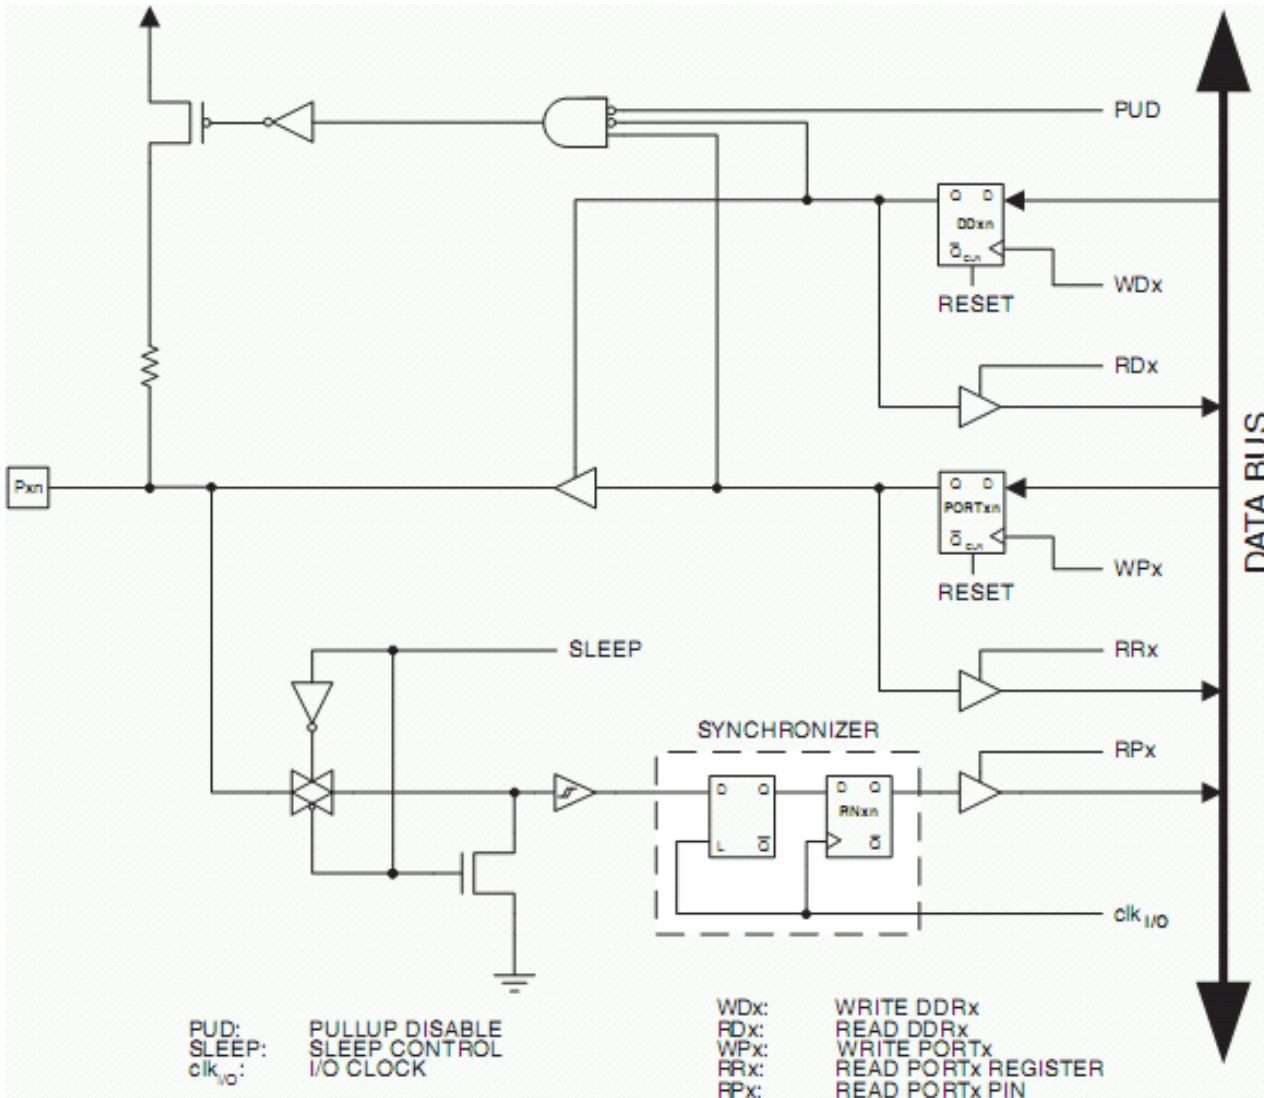 PUD
Q D
DDxn
Q CLR
WDx
RESET
RDx
Pxn
Q D
PORTxn
Q CLR
WPx
RESET
DATA BUS
SLEEP
RRx
SYNCHRONIZER
RPx
D Q
D Q
RNxn
L Q
Q
clk I/O
WDx: WRITE DDRx
PUD: PULLUP DISABLE
RDx: READ DDRx
SLEEP: SLEEP CONTROL
WPx: WRITE PORTx
clk I/O: I/O CLOCK
RRx: READ PORTx REGISTER
RPx: READ PORTx PIN